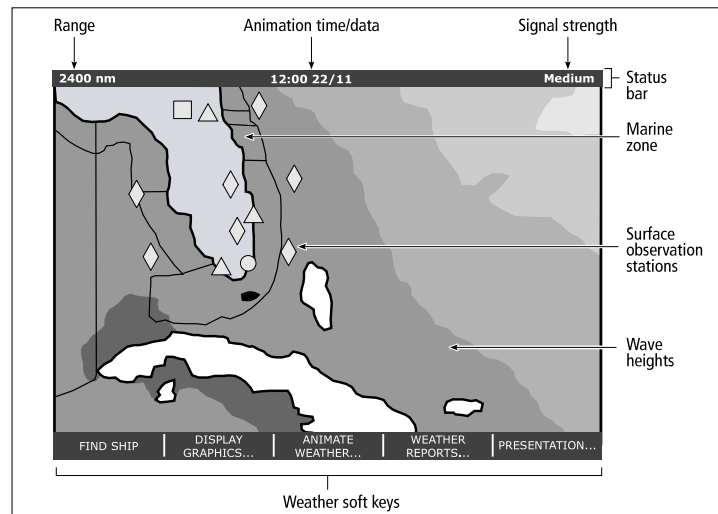 Range
Animation time/data
Signal strength
2400 nm
12:00 22/11
Medium
Status
bar
Marine
zone
Surface
observation
stations
Wave
heights
FIND SHIP
DISPLAY
GRAPHICS...
ANIMATE
WEATHER...
WEATHER
REPORTS...
PRESENTATION...
Weather soft keys